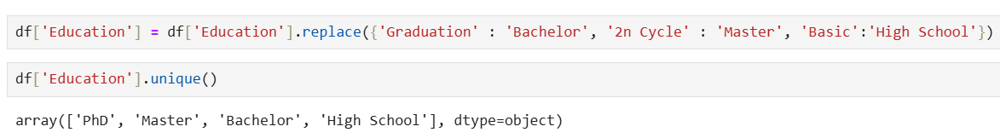 df['Education'] = df['Education'].replace({'Graduation' : 'Bachelor', '2n Cycle' : 'Master', 'Basic':'High School'})
df['Education'].unique()
array(['PhD', 'Master', 'Bachelor', 'High School'], dtype=object)